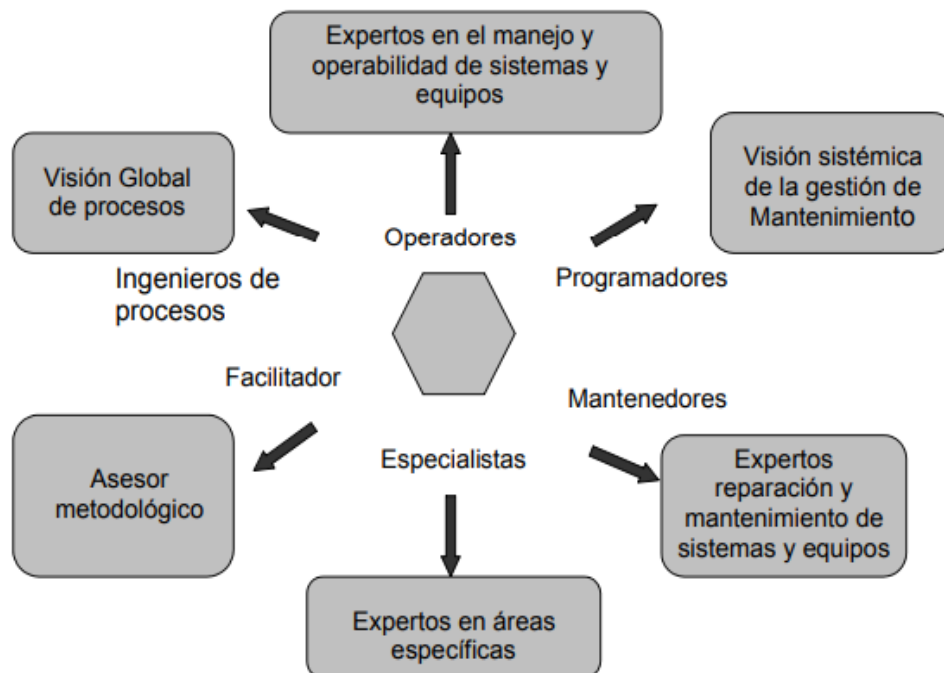 Expertos en el manejo y
operabilidad de sistemas y
equipos
Visión Global
de procesos
Visión sistémica
de la gestión de
Mantenimiento
Operadores
Ingenieros de
procesos
Programadores
Facilitador
Mantenedores
Asesor
metodológico
Especialistas
Expertos
reparación y
mantenimiento de
sistemas y equipos
Expertos en áreas
específicas